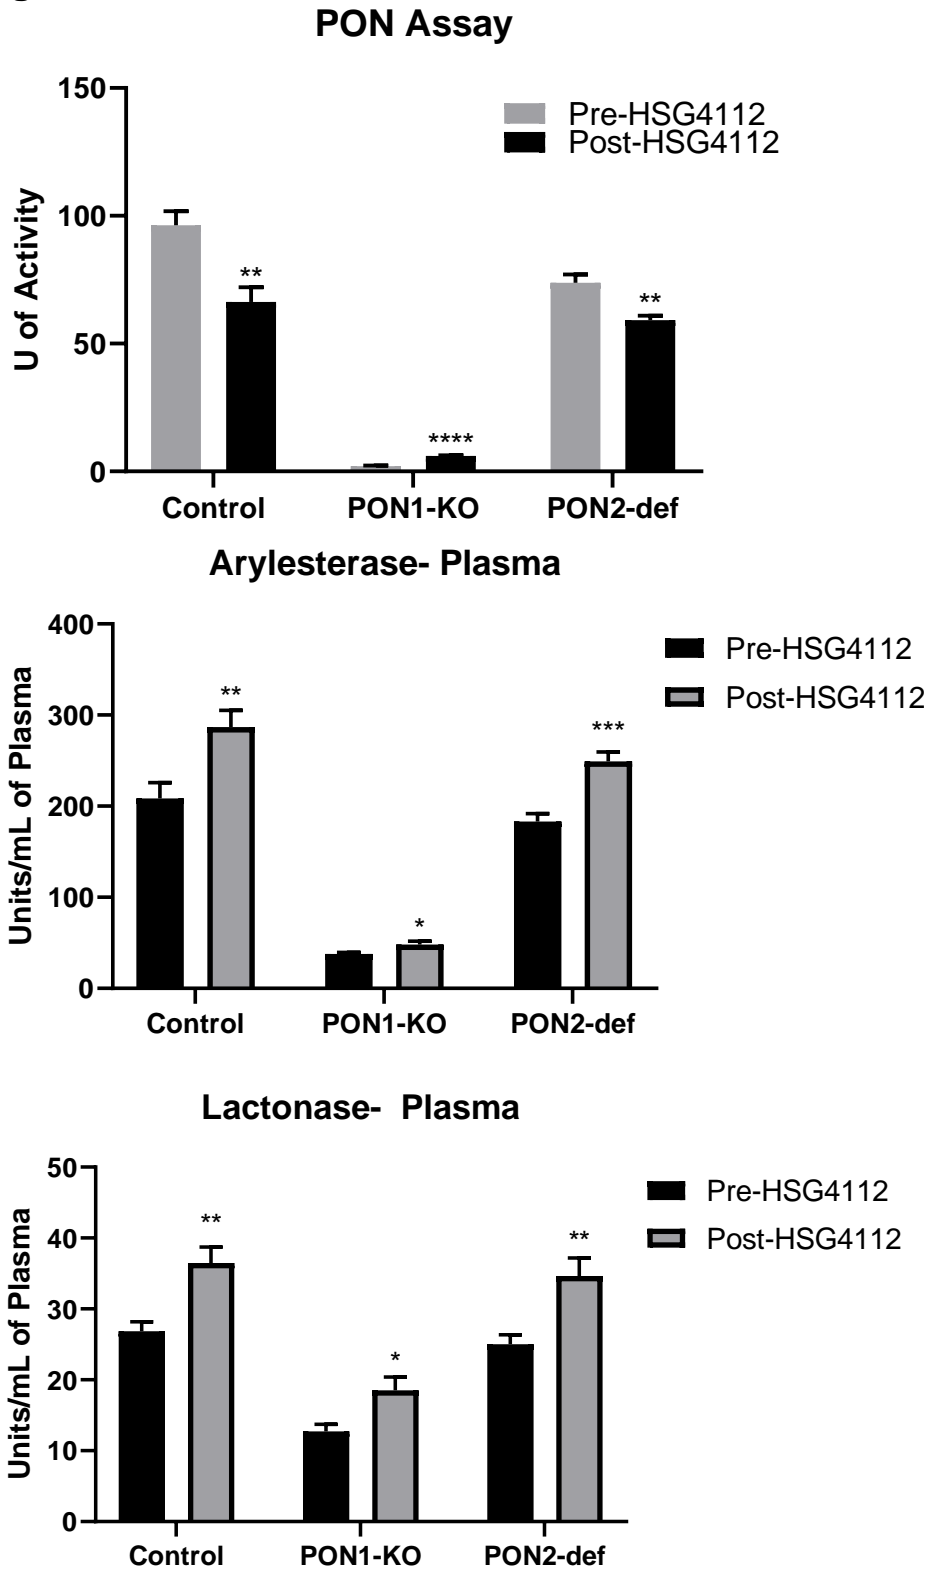 PON Assay
150
100
50
0
U of Activity
Pre-HSG4112
Post-HSG4112
**
****
**
Control
PON1-KO
PON2-def
Arylesterase- Plasma
400
300
200
100
0
Units/mL of Plasma
Pre-HSG4112
Post-HSG4112
**
*
***
Control
PON1-KO
PON2-def
Lactonase-  Plasma
50
40
30
20
10
0
Units/mL of Plasma
Pre-HSG4112
Post-HSG4112
**
*
**
Control
PON1-KO
PON2-def